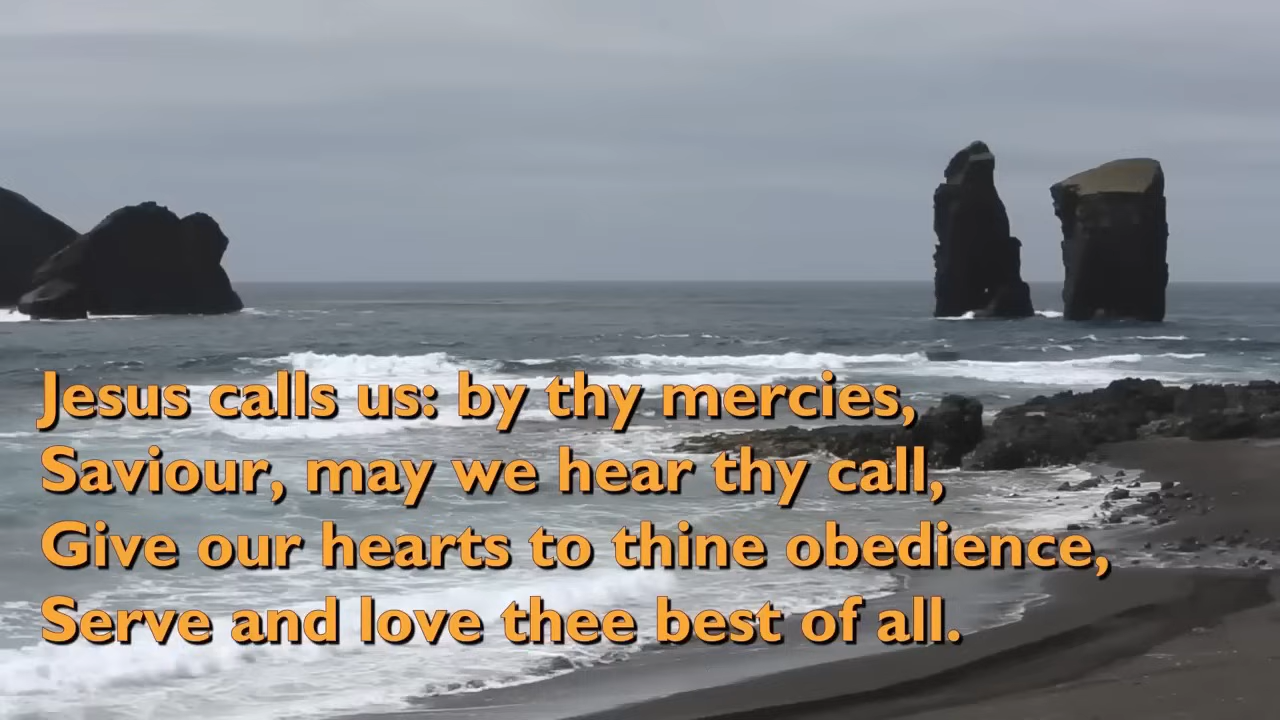 Jesus calls us: by thy mercies,
Saviour, may we hear thy call,
Give our hearts to thine obedience,
Serve and love thee best of all.